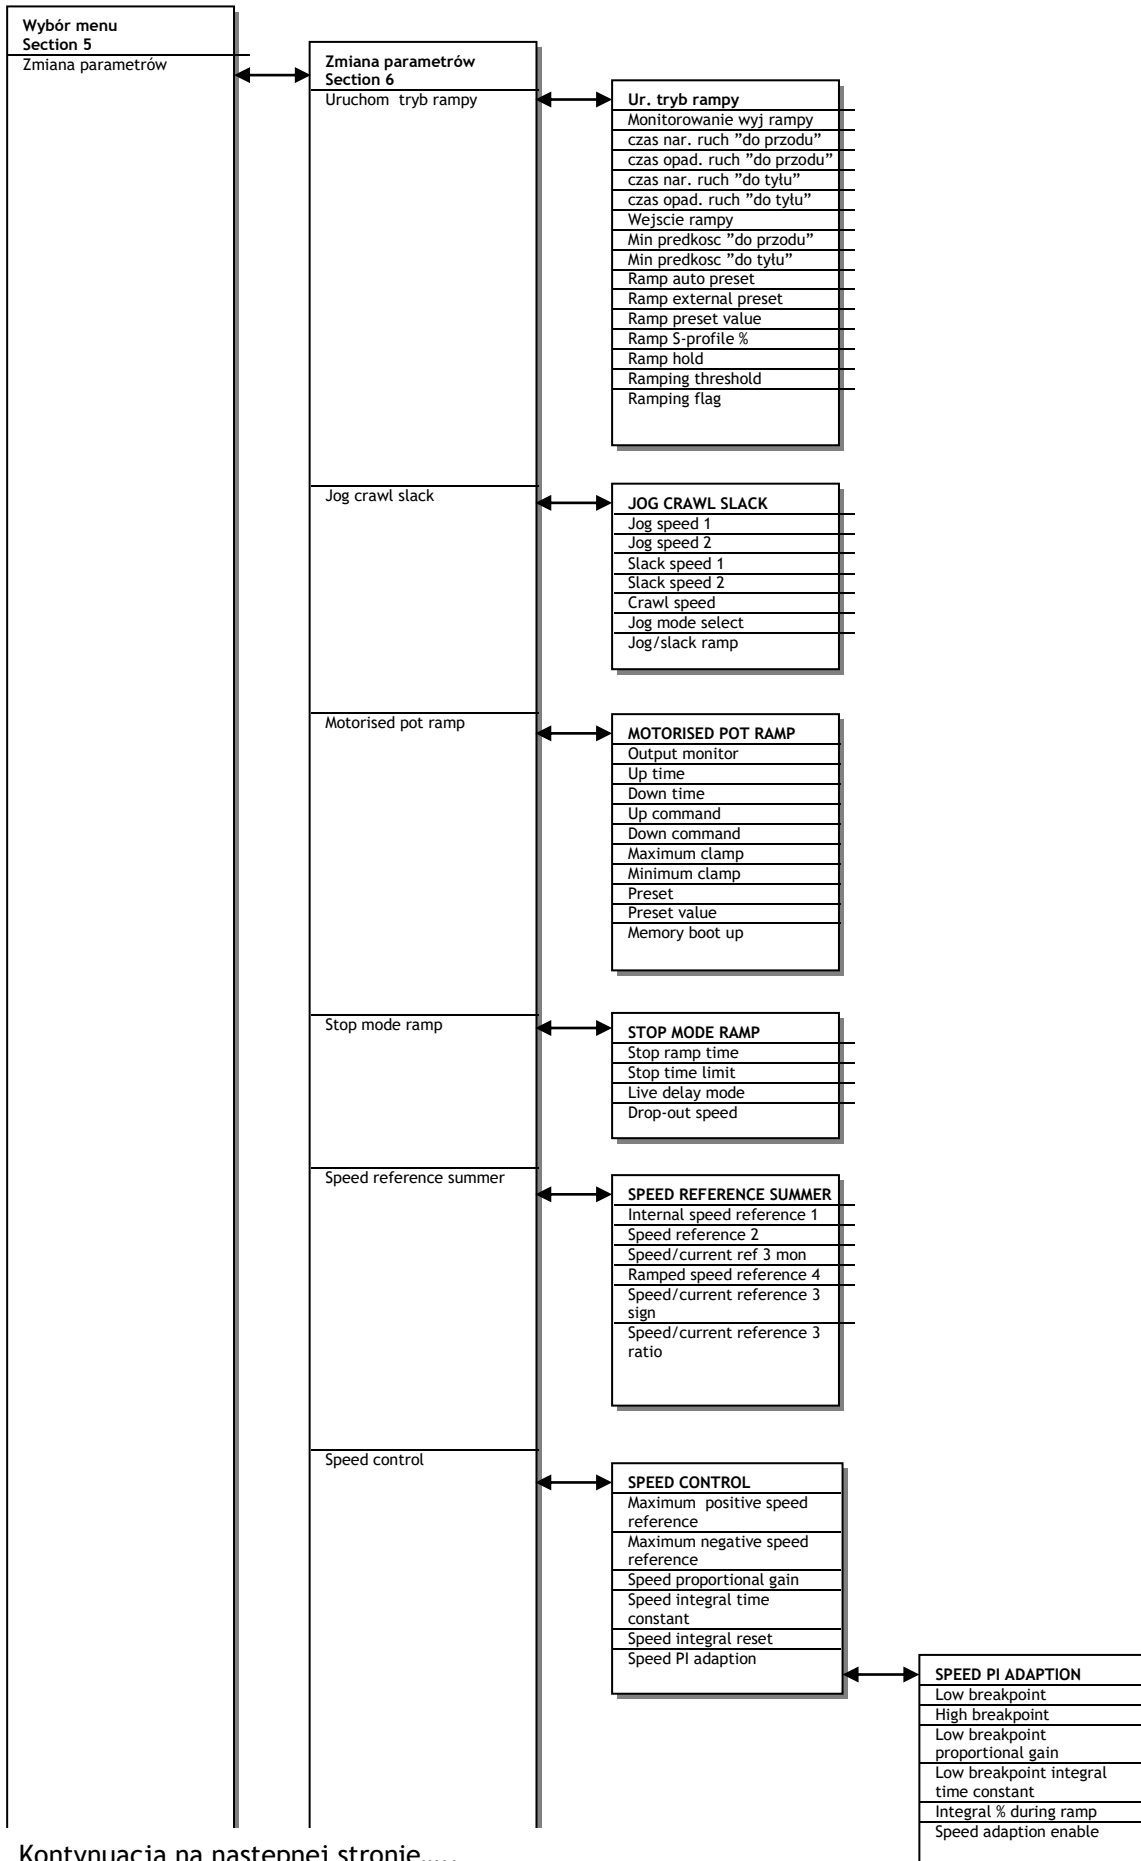 Wybór menu
Section 5
Zmiana parametrów
Zmiana parametrów
Section 6
Uruchom tryb rampy
Ur. tryb rampy
Monitorowanie wyj rampy
czas nar. ruch ”do przodu”
czas opad. ruch ”do przodu”
czas nar. ruch ”do tyłu”
czas opad. ruch ”do tyłu”
Wejscie rampy
Min predkosc ”do przodu”
Min predkosc ”do tyłu”
Ramp auto preset
Ramp external preset
Ramp preset value
Ramp S-profile %
Ramp hold
Ramping threshold
Ramping flag
Jog crawl slack
JOG CRAWL SLACK
Jog speed 1
Jog speed 2
Slack speed 1
Slack speed 2
Crawl speed
Jog mode select
Jog/slack ramp
Motorised pot ramp
MOTORISED POT RAMP
Output monitor
Up time
Down time
Up command
Down command
Maximum clamp
Minimum clamp
Preset
Preset value
Memory boot up
Stop mode ramp
STOP MODE RAMP
Stop ramp time
Stop time limit
Live delay mode
Drop-out speed
Speed reference summer
SPEED REFERENCE SUMMER
Internal speed reference 1
Speed reference 2
Speed/current ref 3 mon
Ramped speed reference 4
Speed/current reference 3
sign
Speed/current reference 3
ratio
Speed control
SPEED CONTROL
Maximum positive speed
reference
Maximum negative speed
reference
Speed proportional gain
Speed integral time
constant
Speed integral reset
Speed PI adaption
SPEED PI ADAPTION
Low breakpoint
High breakpoint
Low breakpoint
proportional gain
Low breakpoint integral
time constant
Integral % during ramp
Speed adaption enable
Kontynuacja na następnej stronie.....